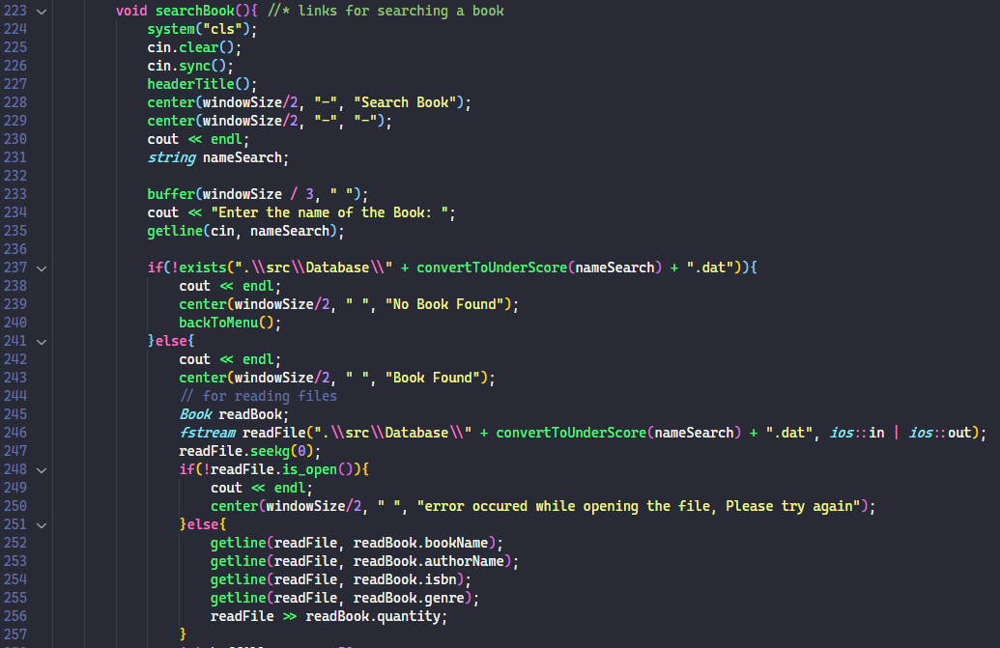 223 void searchBook(){ //* links for searching a book
224 system("cls");
225 cin.clear();
226 cin.sync();
227 headerTitle();
228 center(windowSize/2, "-", "Search Book");
229 center(windowSize/2, "-", "-");
230 cout << endl;
231 string nameSearch;
232
233 buffer(windowSize / 3, " ");
234 cout << "Enter the name of the Book: ";
235 getline(cin, nameSearch);
236
237 if(!exists(".\\src\\Database\\" + convertToUnderScore(nameSearch) + ".dat")){
238 cout << endl;
239 center(windowSize/2, " ", "No Book Found");
240 backToMenu();
241 }else{
242 cout << endl;
243 center(windowSize/2, " ", "Book Found");
244 // for reading files
245 Book readBook;
246 fstream readFile(".\\src\\Database\\" + convertToUnderScore(nameSearch) + ".dat", ios::in | ios::out);
247 readFile.seekg(0);
248 if(!readFile.is_open()){
249 cout << endl;
250 center(windowSize/2, " ", "error occured while opening the file, Please try again");
251 }else{
252 getline(readFile, readBook.bookName);
253 getline(readFile, readBook.authorName);
254 getline(readFile, readBook.isbn);
255 getline(readFile, readBook.genre);
256 readFile >> readBook.quantity;
257 }